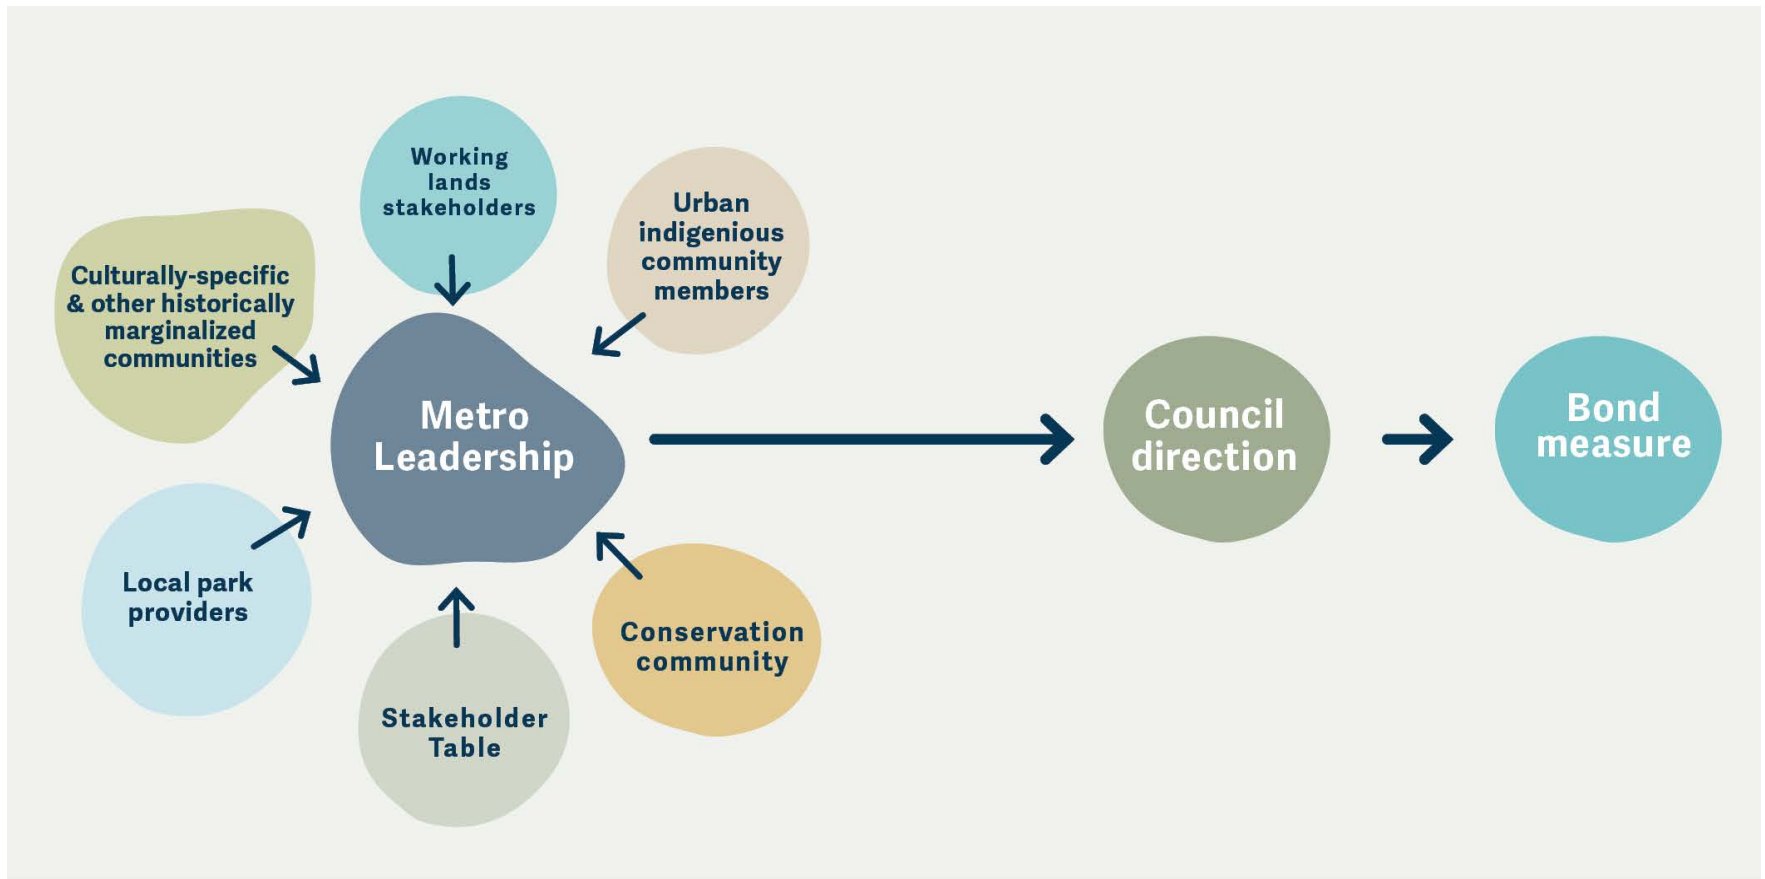 Working
lands
stakeholders
Urban
indigenious
community
members
Culturally-specific
& other historically
marginalized
communities
Metro
Leadership
Council
direction
Bond
measure
Local park
providers
Conservation
community
Stakeholder
Table